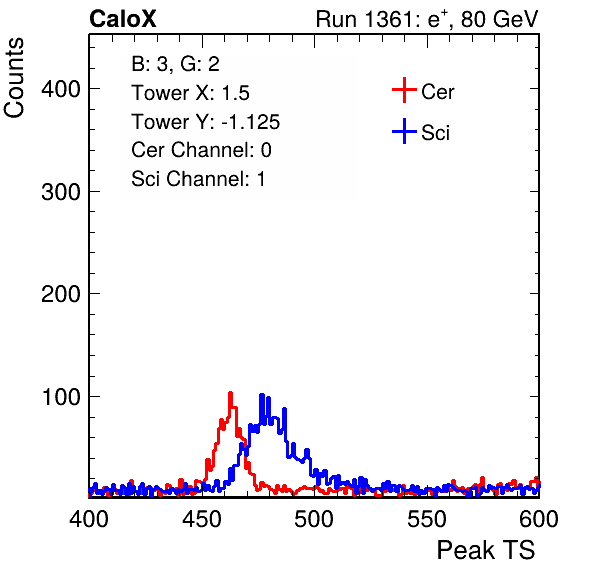 CaloX Run 1361: e⁺, 80 GeV
Counts
B: 3, G: 2
Tower X: 1.5
Tower Y: -1.125
Cer Channel: 0
Sci Channel: 1
Cer
Sci
400
300
200
100
400 450 500 550 600
Peak TS